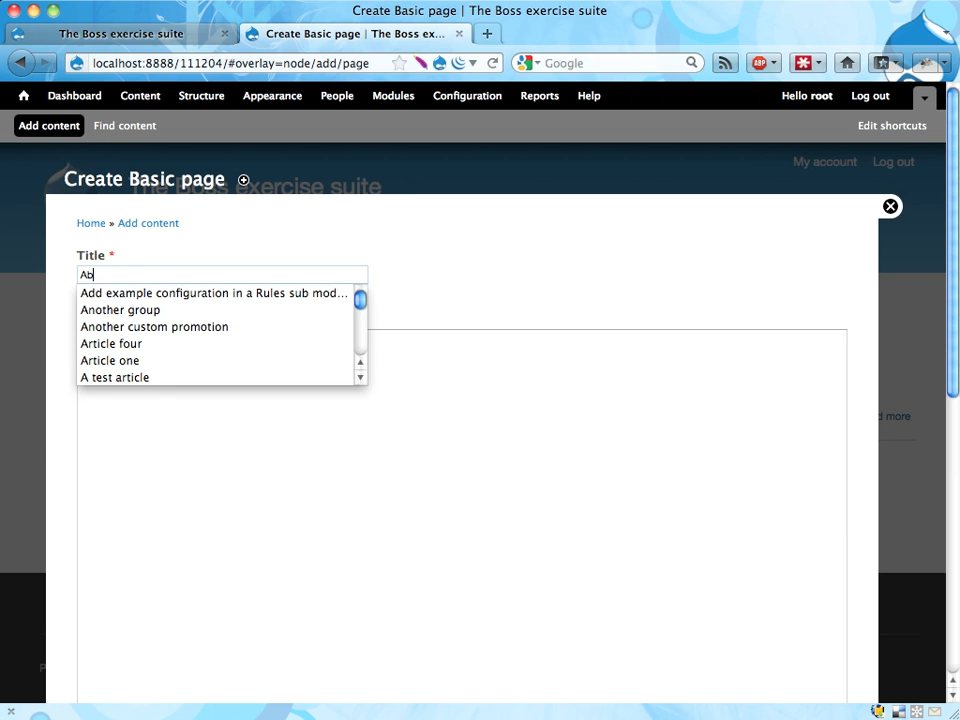 Create Basic page | The Boss exercise suite
The Boss exercise suite
Create Basic page | The Boss ex...
localhost:8888/111204/#overlay=node/add/page
Google
ABP
Dashboard Content Structure Appearance People Modules Configuration Reports Help
Hello root Log out
Add content Find content
Edit shortcuts
My account Log out
Create Basic page
The Boss exercise suite
Home » Add content
Title *
Ab
Add example configuration in a Rules sub mod...
Another group
Another custom promotion
Article four
Article one
A test article
d more
P